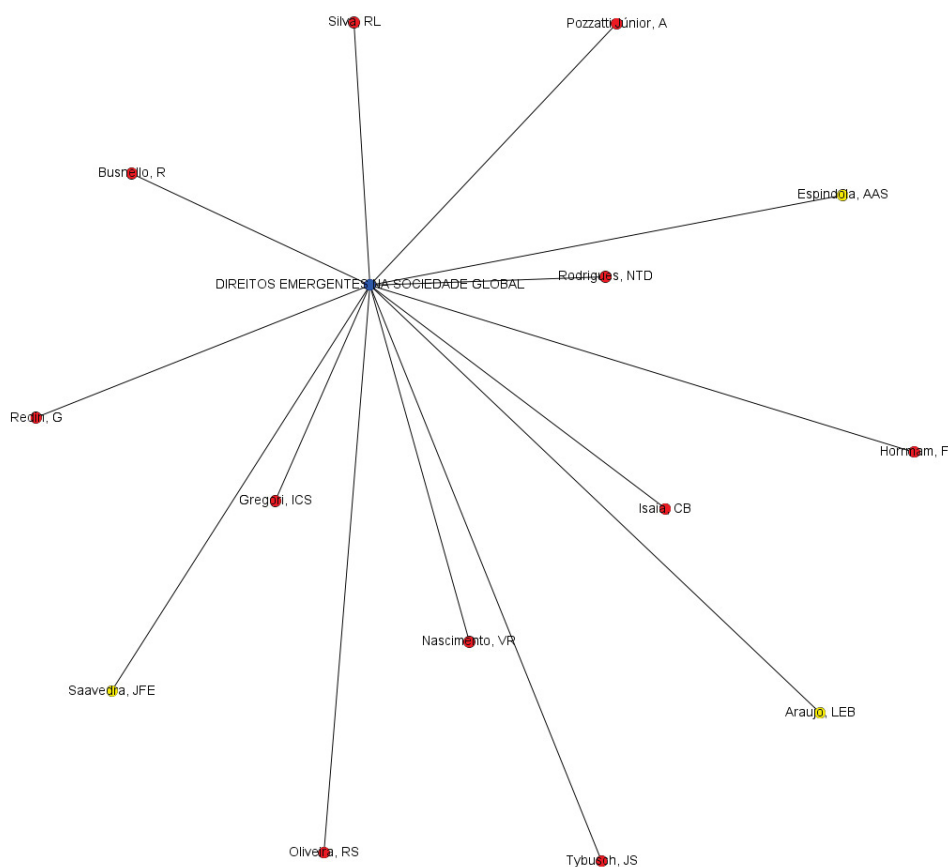 Silva, RL
Pozzatti Júnior, A
Busnello, R
Espindola, AAS
Rodrigues, NTD
DIREITOS EMERGENTES NA SOCIEDADE GLOBAL
Redin, G
Horrmam, F
Gregori, ICS
Isaia, CB
Nascimento, VR
Saavedra, JFE
Araujo, LEB
Oliveira, RS
Tybusch, JS